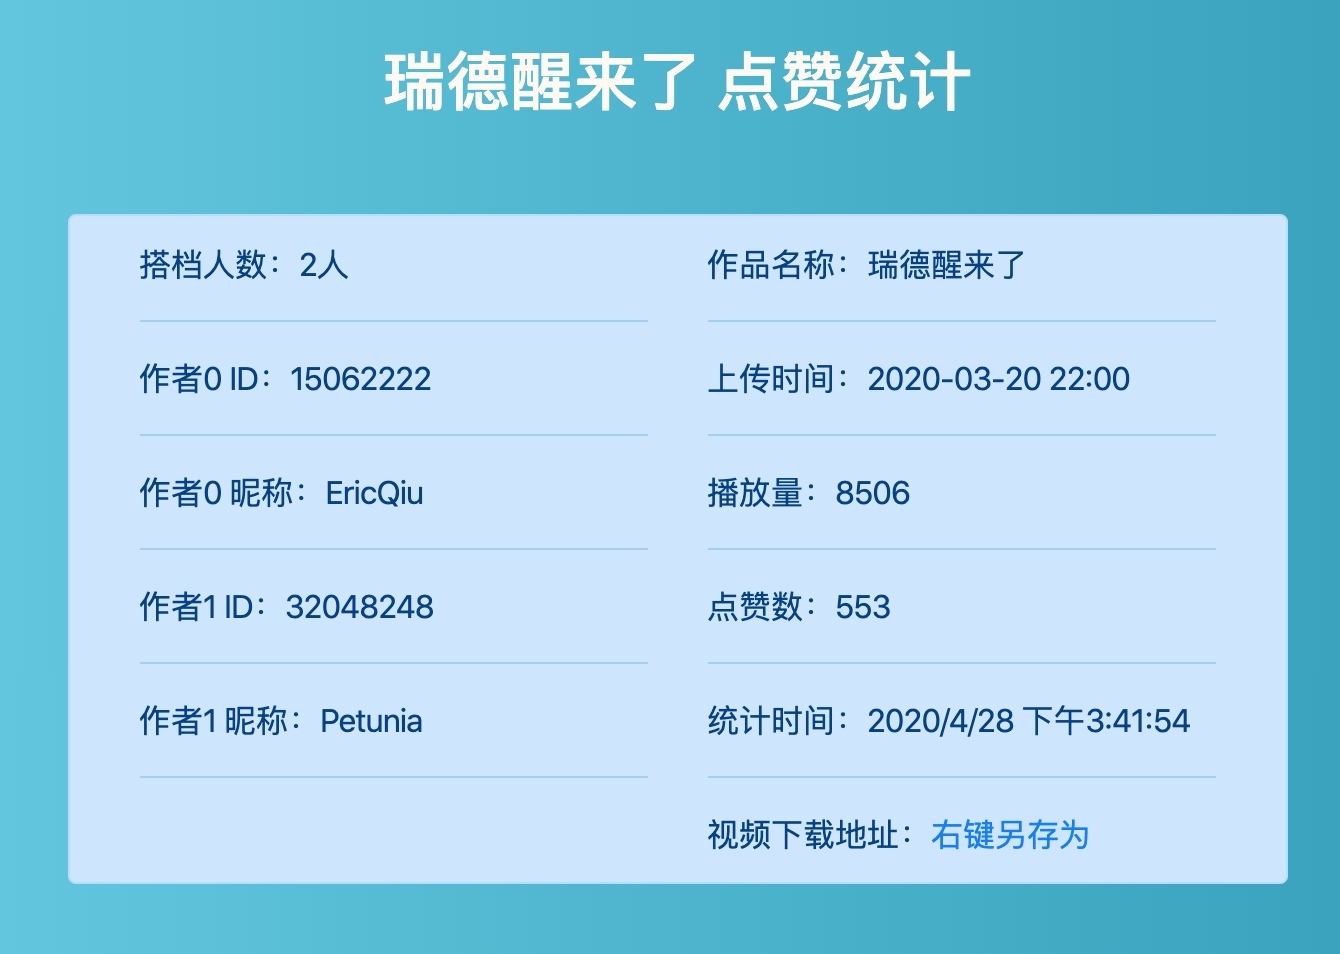 瑞德醒来了 点赞统计
搭档人数：2人
作者0 ID：15062222
作者0 昵称：EricQiu
作者1 ID：32048248
作者1 昵称：Petunia
作品名称：瑞德醒来了
上传时间：2020-03-20 22:00
播放量：8506
点赞数：553
统计时间：2020/4/28 下午3:41:54
视频下载地址：右键另存为